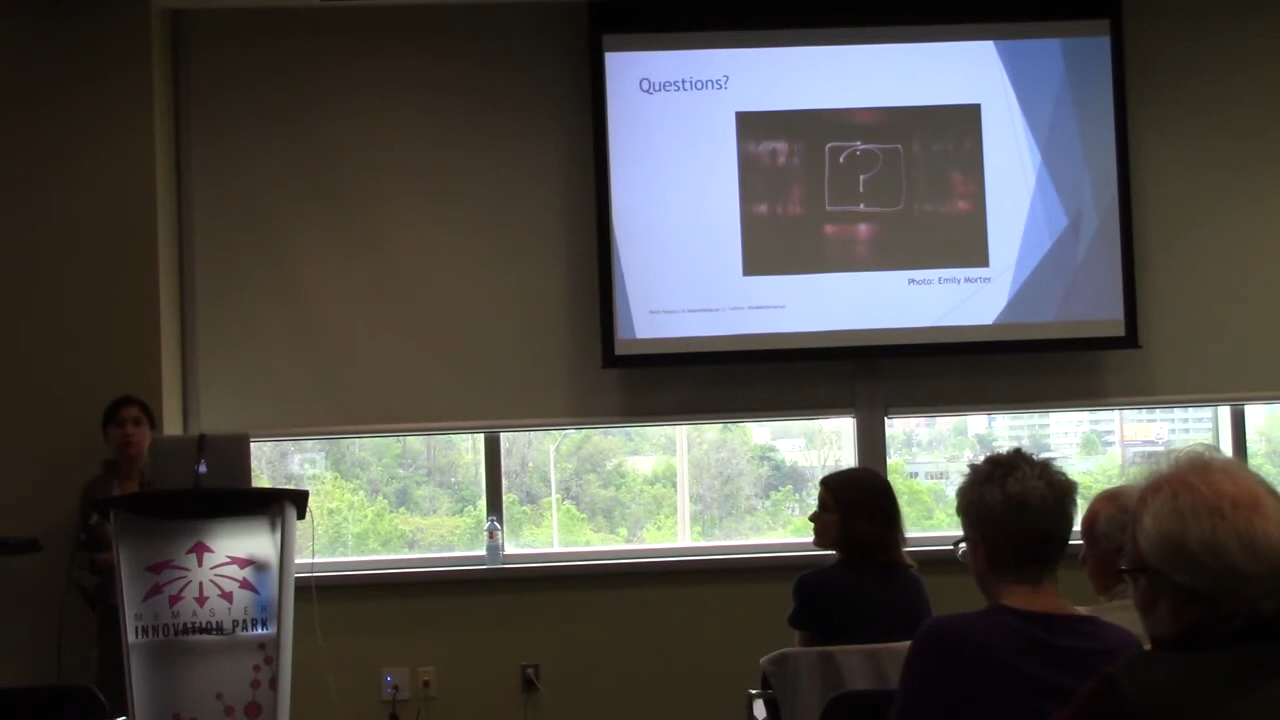 Questions?
?
Photo: Emily Morter
McMASTER
INNOVATION PARK